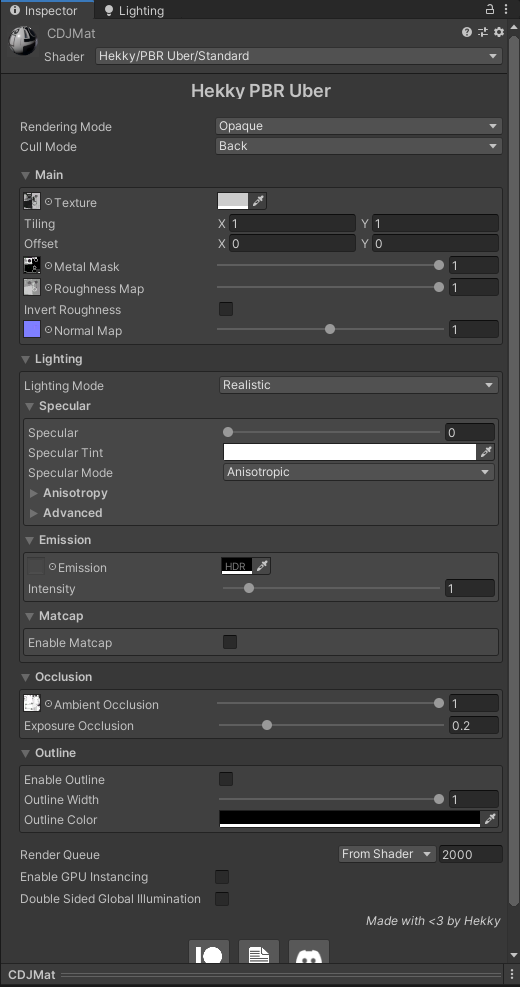 Inspector Lighting
CDJMat
Shader Hekky/PBR Uber/Standard
Hekky PBR Uber
Rendering Mode Opaque
Cull Mode Back
Main
Texture
Tiling X 1 Y 1
Offset X 0 Y 0
Metal Mask 1
Roughness Map 1
Invert Roughness
Normal Map 1
Lighting
Lighting Mode Realistic
Specular
Specular 0
Specular Tint
Specular Mode Anisotropic
Anisotropy
Advanced
Emission
Emission HDR
Intensity 1
Matcap
Enable Matcap
Occlusion
Ambient Occlusion 1
Exposure Occlusion 0.2
Outline
Enable Outline
Outline Width 1
Outline Color
Render Queue From Shader 2000
Enable GPU Instancing
Double Sided Global Illumination
Made with <3 by Hekky
CDJMat